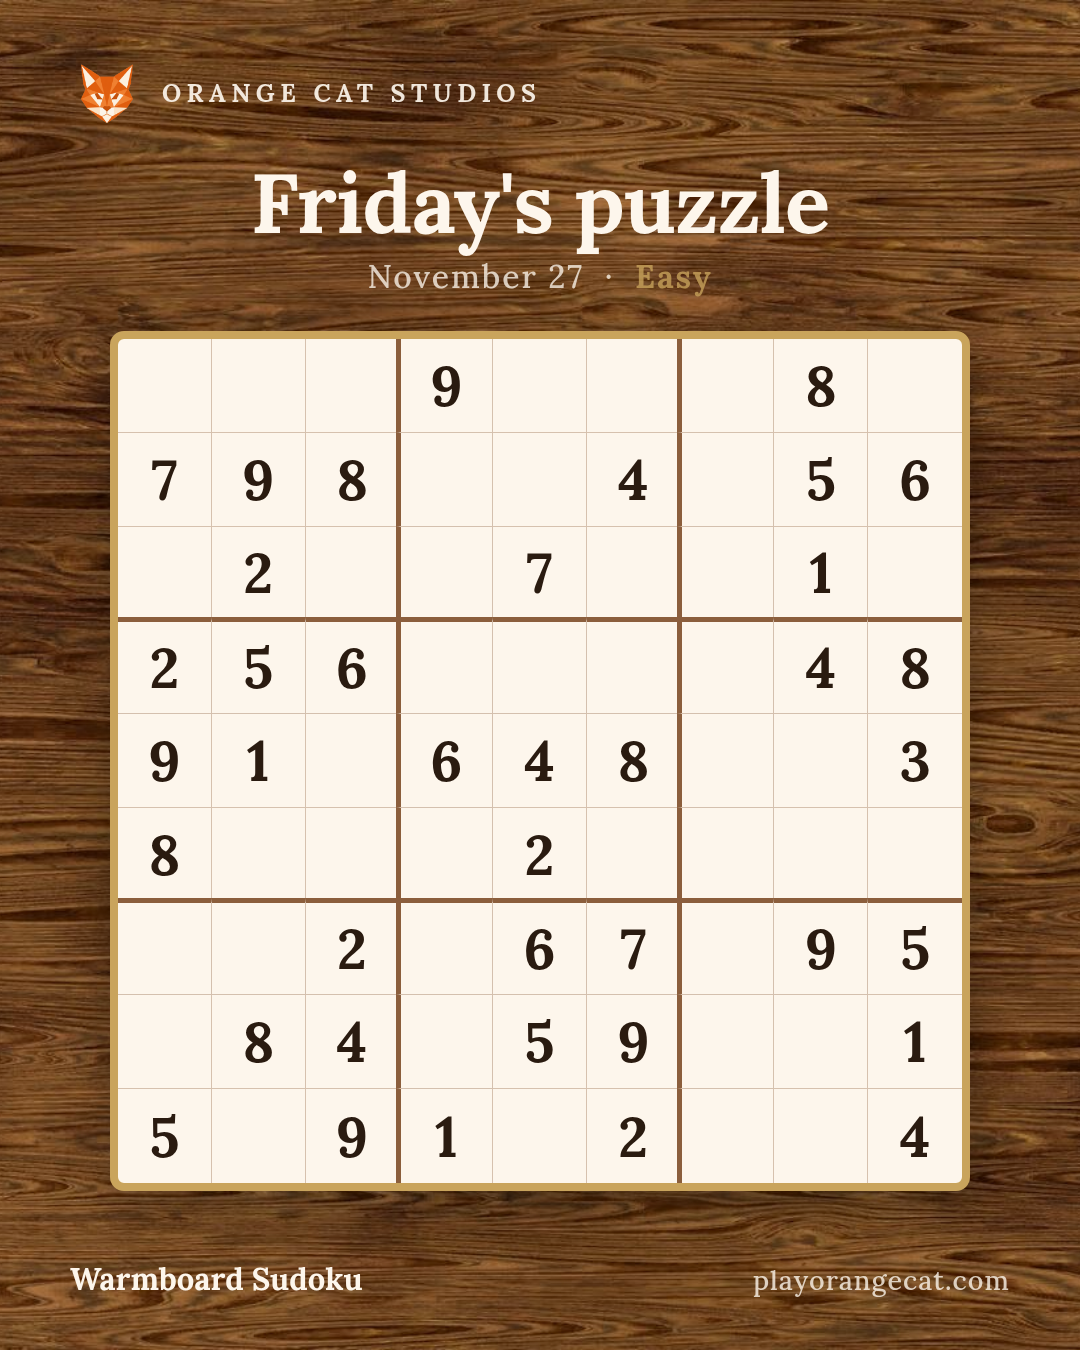 ORANGE CAT STUDIOS
Friday's puzzle
November 27 · Easy
9 8
7 9 8 4 5 6
2 7 1
2 5 6 4 8
9 1 6 4 8 3
8 2
2 6 7 9 5
8 4 5 9 1
5 9 1 2 4
Warmboard Sudoku
playorangecat.com